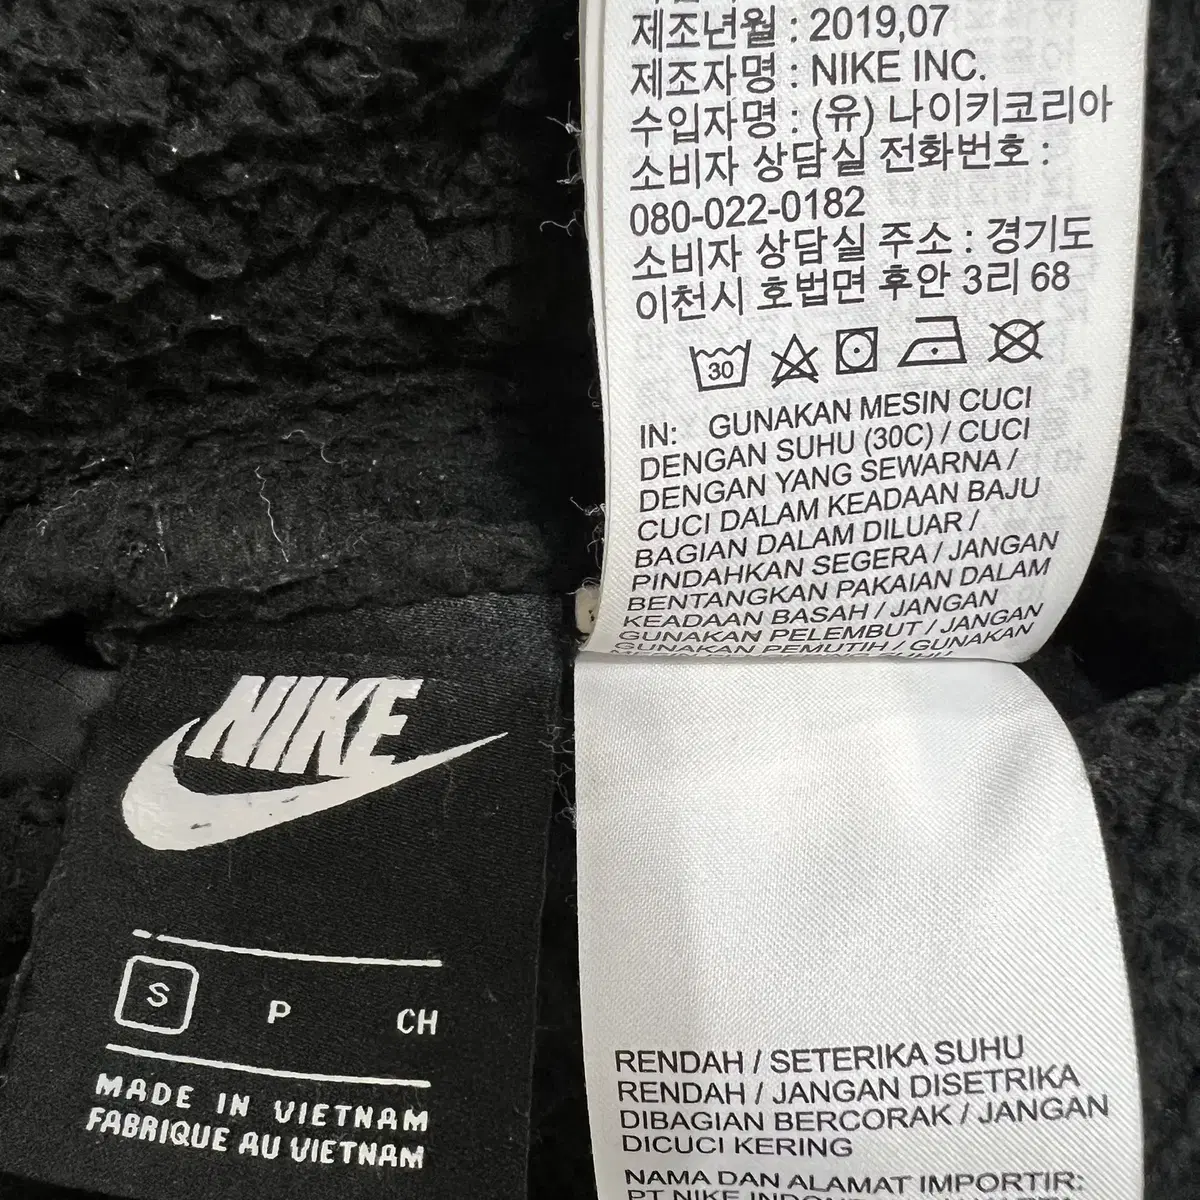 제조년월 : 2019,07
제조자명 : NIKE INC.
수입자명 : (유) 나이키코리아
소비자 상담실 전화번호 :
080-022-0182
소비자 상담실 주소 : 경기도
이천시 호법면 후안 3리 68
30
IN: GUNAKAN MESIN CUCI
DENGAN SUHU (30C) / CUCI
DENGAN YANG SEWARNA /
CUCI DALAM KEADAAN BAJU
BAGIAN DALAM DILUAR /
PINDAHKAN SEGERA / JANGAN
BENTANGKAN PAKAIAN DALAM
KEADAAN BASAH / JANGAN
GUNAKAN PELEMBUT / JANGAN
GUNAKAN PEMUTIH / GUNAKAN
NIKE
S P CH
MADE IN VIETNAM
FABRIQUE AU VIETNAM
RENDAH / SETERIKA SUHU
RENDAH / JANGAN DISETRIKA
DIBAGIAN BERCORAK / JANGAN
DICUCI KERING
NAMA DAN ALAMAT IMPORTIR:
PT NIKE